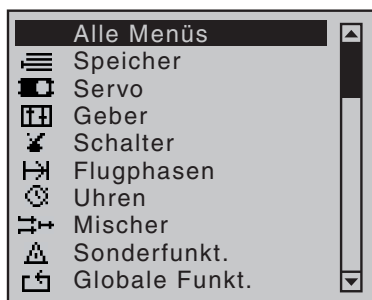 Alle Menüs
Speicher
Servo
Geber
Schalter
Flugphasen
Uhren
Mischer
Sonderfunkt.
Globale Funkt.